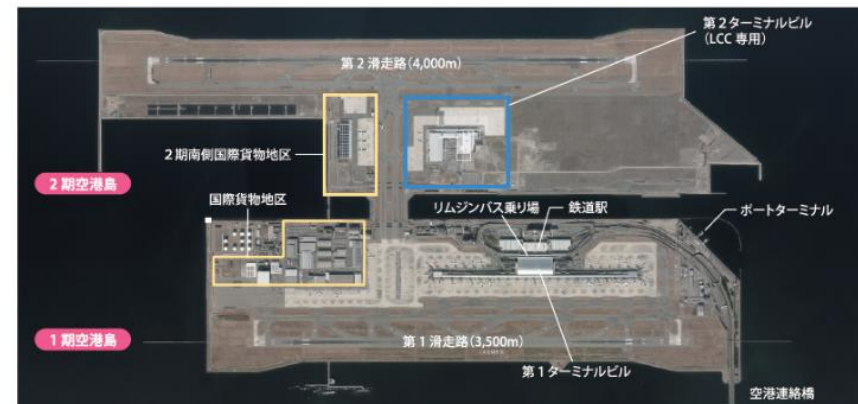 第2ターミナルビル
(LCC 専用)
第2滑走路(4,000m)
2期南側国際貨物地区
2期空港島
国際貨物地区
リムジンバス乗り場
鉄道駅
ポートターミナル
1期空港島
第1滑走路(3,500m)
第1ターミナルビル
空港連絡橋